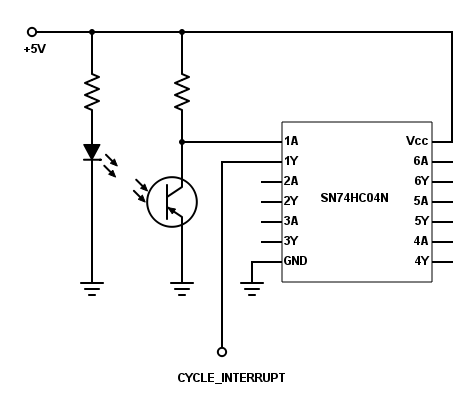 +5V
1A
1Y
2A
2Y
3A
3Y
GND
SN74HC04N
Vcc
6A
6Y
5A
5Y
4A
4Y
CYCLE_INTERRUPT